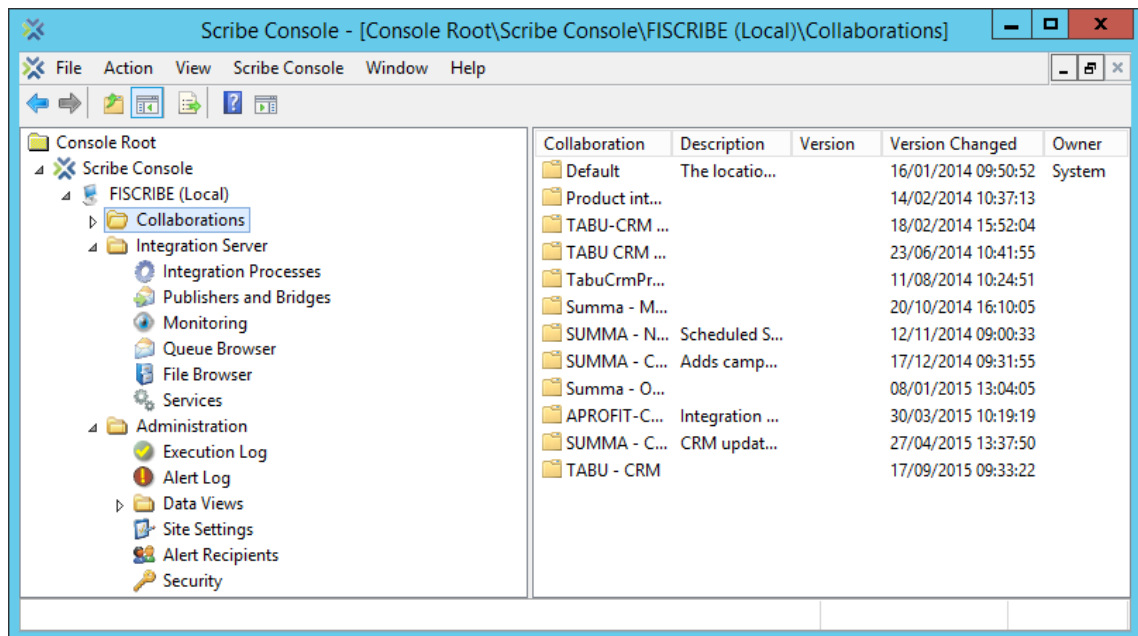 Scribe Console - [Console Root\Scribe Console\FISCRIBE (Local)\Collaborations]
File Action View Scribe Console Window Help
Console Root
Scribe Console
FISCRIBE (Local)
Collaborations
Integration Server
Integration Processes
Publishers and Bridges
Monitoring
Queue Browser
File Browser
Services
Administration
Execution Log
Alert Log
Data Views
Site Settings
Alert Recipients
Security
Collaboration Description Version Version Changed Owner
Default The locatio... 16/01/2014 09:50:52 System
Product int... 14/02/2014 10:37:13
TABU-CRM ... 18/02/2014 15:52:04
TABU CRM ... 23/06/2014 10:41:55
TabuCrmPr... 11/08/2014 10:24:51
Summa - M... 20/10/2014 16:10:05
SUMMA - N... Scheduled S... 12/11/2014 09:00:33
SUMMA - C... Adds camp... 17/12/2014 09:31:55
Summa - O... 08/01/2015 13:04:05
APROFIT-C... Integration ... 30/03/2015 10:19:19
SUMMA - C... CRM updat... 27/04/2015 13:37:50
TABU - CRM 17/09/2015 09:33:22